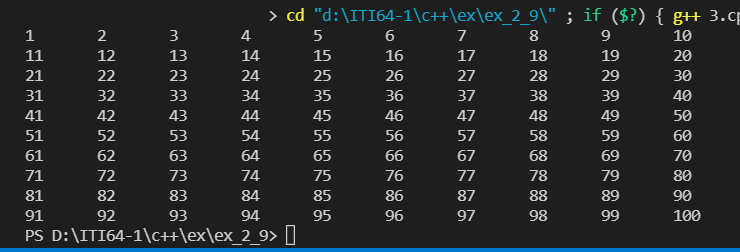 > cd "d:\ITI64-1\c++\ex\ex_2_9\" ; if ($?) { g++ 3.cp
1 2 3 4 5 6 7 8 9 10
11 12 13 14 15 16 17 18 19 20
21 22 23 24 25 26 27 28 29 30
31 32 33 34 35 36 37 38 39 40
41 42 43 44 45 46 47 48 49 50
51 52 53 54 55 56 57 58 59 60
61 62 63 64 65 66 67 68 69 70
71 72 73 74 75 76 77 78 79 80
81 82 83 84 85 86 87 88 89 90
91 92 93 94 95 96 97 98 99 100
PS D:\ITI64-1\c++\ex\ex_2_9>